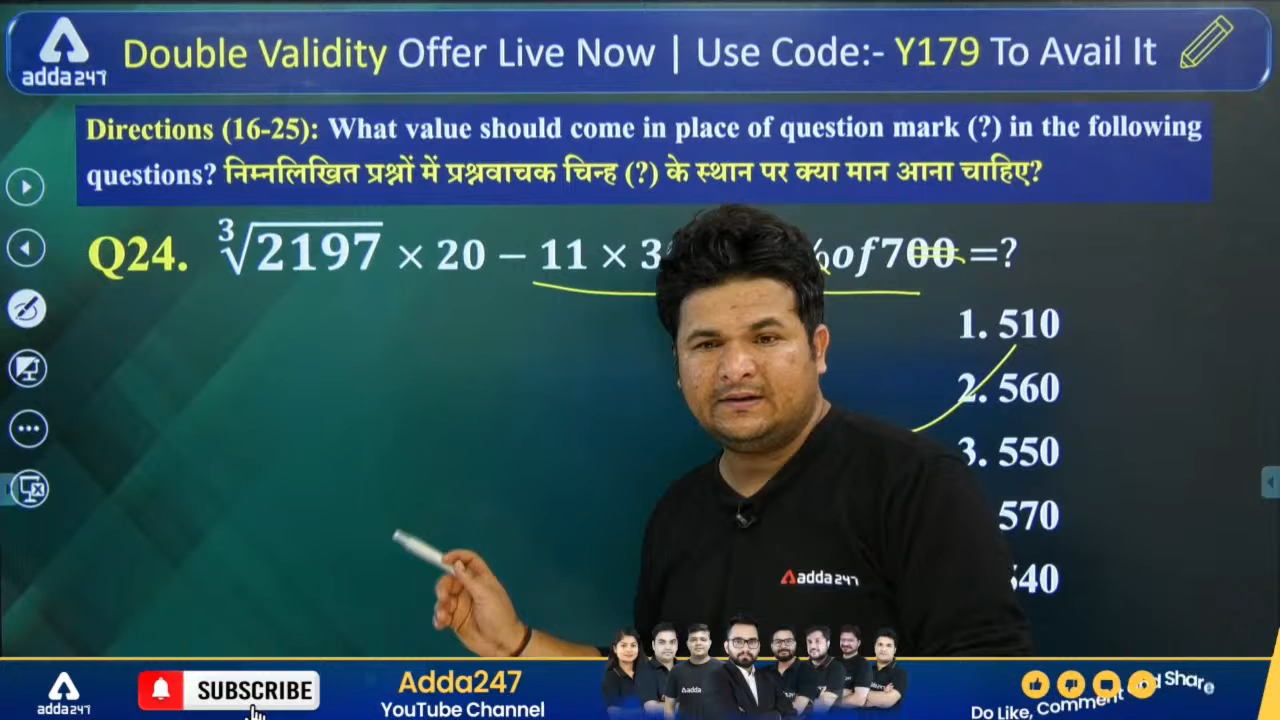 adda247
Double Validity Offer Live Now | Use Code:- Y179 To Avail It
Directions (16-25): What value should come in place of question mark (?) in the following
questions? निम्नलिखित प्रश्नों में प्रश्नवाचक चिन्ह (?) के स्थान पर क्या मान आना चाहिए?
Q24. ∛2197 × 20 − 11 × 3 of 700 =?
1. 510
2. 560
3. 550
570
40
adda247
adda247
SUBSCRIBE
Adda247
YouTube Channel
Do Like, Comment and Share